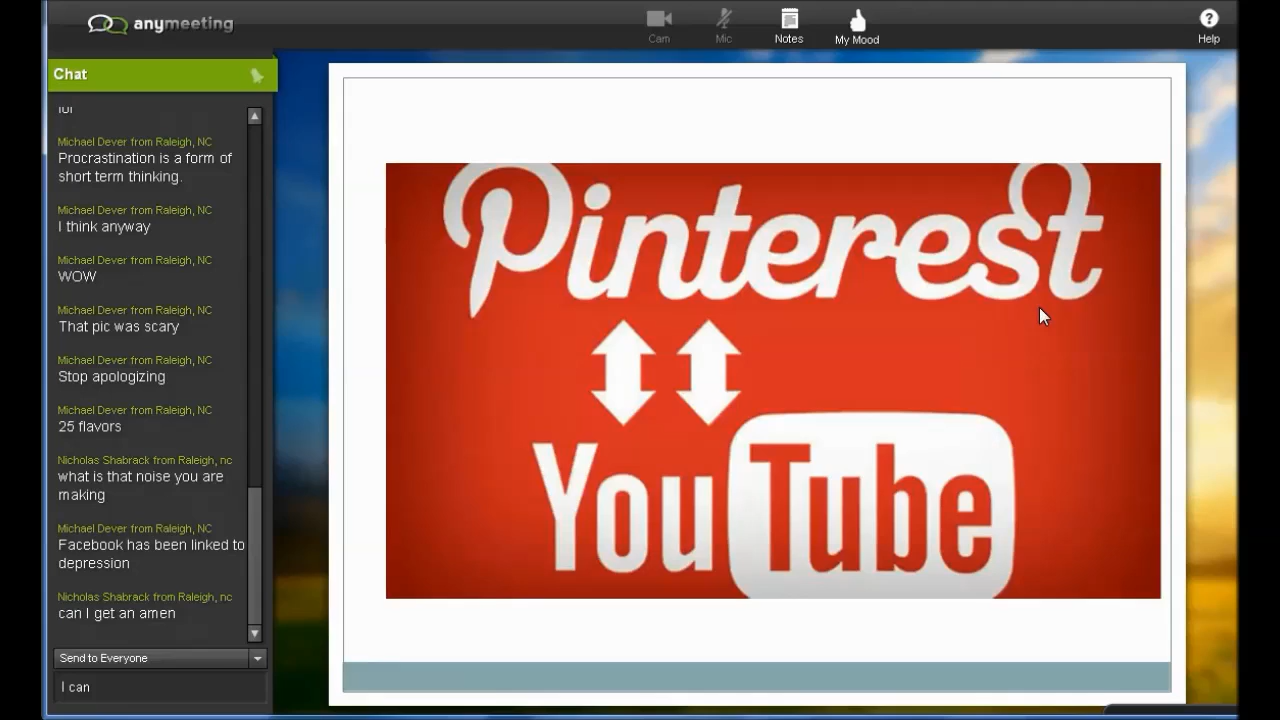 anymeeting
Cam
Mic
Notes
My Mood
Help
Chat
Michael Dever from Raleigh, NC
Procrastination is a form of
short term thinking.
Michael Dever from Raleigh, NC
I think anyway
Michael Dever from Raleigh, NC
WOW
Michael Dever from Raleigh, NC
That pic was scary
Michael Dever from Raleigh, NC
Stop apologizing
Michael Dever from Raleigh, NC
25 flavors
Nicholas Shabrack from Raleigh, nc
what is that noise you are
making
Michael Dever from Raleigh, NC
Facebook has been linked to
depression
Nicholas Shabrack from Raleigh, nc
can I get an amen
Send to Everyone
I can
Pinterest
YouTube